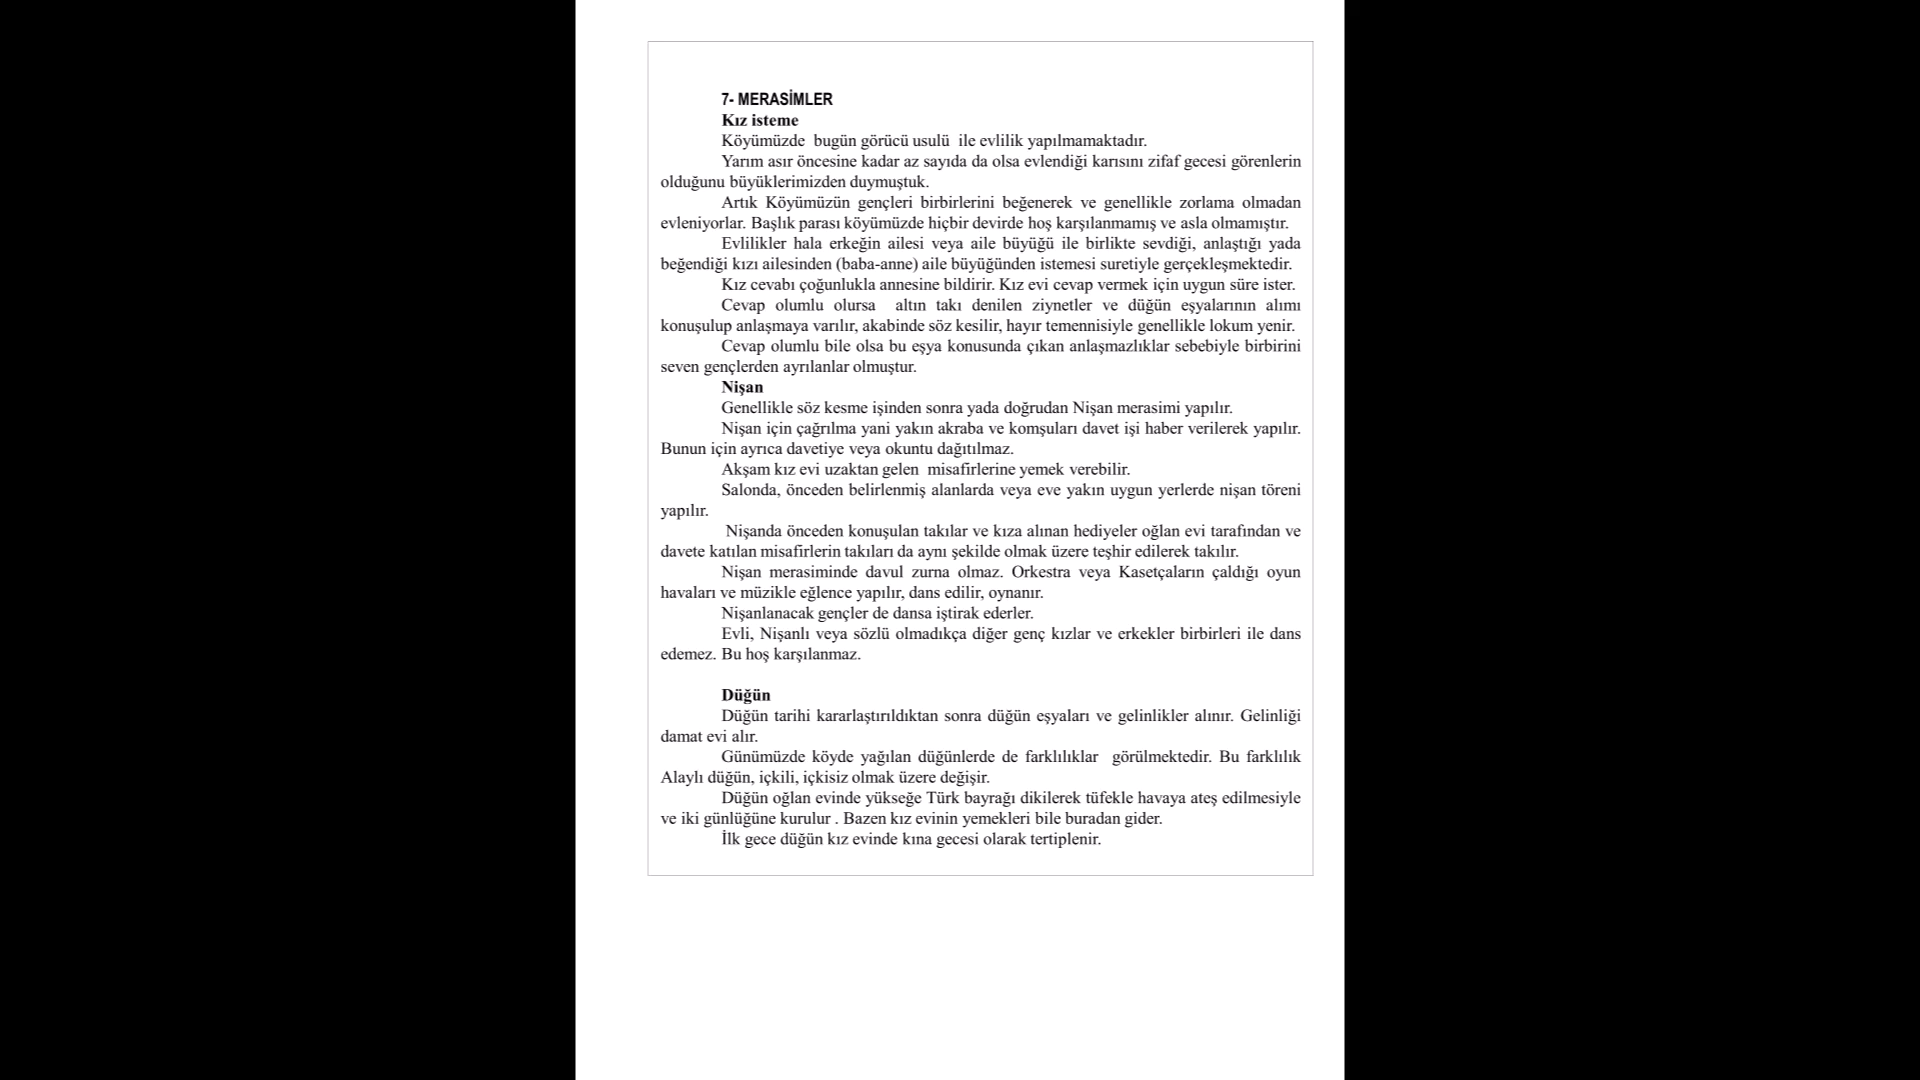 7- MERASİMLER
Kız isteme
Köyümüzde  bugün görücü usulü  ile evlilik yapılmamaktadır.
Yarım asır öncesine kadar az sayıda da olsa evlendiği karısını zifaf gecesi görenlerin
olduğunu büyüklerimizden duymuştuk.
Artık Köyümüzün gençleri birbirlerini beğenerek ve genellikle zorlama olmadan
evleniyorlar. Başlık parası köyümüzde hiçbir devirde hoş karşılanmamış ve asla olmamıştır.
Evlilikler hala erkeğin ailesi veya aile büyüğü ile birlikte sevdiği, anlaştığı yada
beğendiği kızı ailesinden (baba-anne) aile büyüğünden istemesi suretiyle gerçekleşmektedir.
Kız cevabı çoğunlukla annesine bildirir. Kız evi cevap vermek için uygun süre ister.
Cevap olumlu olursa  altın takı denilen ziynetler ve düğün eşyalarının alımı
konuşulup anlaşmaya varılır, akabinde söz kesilir, hayır temennisiyle genellikle lokum yenir.
Cevap olumlu bile olsa bu eşya konusunda çıkan anlaşmazlıklar sebebiyle birbirini
seven gençlerden ayrılanlar olmuştur.
Nişan
Genellikle söz kesme işinden sonra yada doğrudan Nişan merasimi yapılır.
Nişan için çağrılma yani yakın akraba ve komşuları davet işi haber verilerek yapılır.
Bunun için ayrıca davetiye veya okuntu dağıtılmaz.
Akşam kız evi uzaktan gelen  misafirlerine yemek verebilir.
Salonda, önceden belirlenmiş alanlarda veya eve yakın uygun yerlerde nişan töreni
yapılır.
Nişanda önceden konuşulan takılar ve kıza alınan hediyeler oğlan evi tarafından ve
davete katılan misafirlerin takıları da aynı şekilde olmak üzere teşhir edilerek takılır.
Nişan merasiminde davul zurna olmaz. Orkestra veya Kasetçaların çaldığı oyun
havaları ve müzikle eğlence yapılır, dans edilir, oynanır.
Nişanlanacak gençler de dansa iştirak ederler.
Evli, Nişanlı veya sözlü olmadıkça diğer genç kızlar ve erkekler birbirleri ile dans
edemez. Bu hoş karşılanmaz.
Düğün
Düğün tarihi kararlaştırıldıktan sonra düğün eşyaları ve gelinlikler alınır. Gelinliği
damat evi alır.
Günümüzde köyde yağılan düğünlerde de farklılıklar  görülmektedir. Bu farklılık
Alaylı düğün, içkili, içkisiz olmak üzere değişir.
Düğün oğlan evinde yükseğe Türk bayrağı dikilerek tüfekle havaya ateş edilmesiyle
ve iki günlüğüne kurulur . Bazen kız evinin yemekleri bile buradan gider.
İlk gece düğün kız evinde kına gecesi olarak tertiplenir.